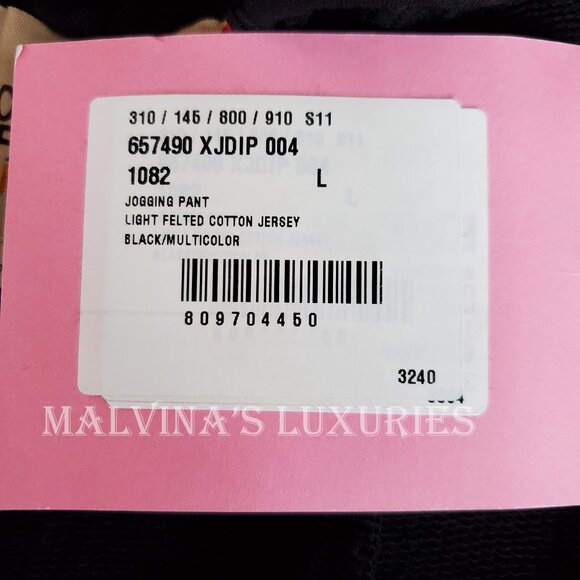 310 / 145 / 800 / 910 S11
657490 XJDIP 004
1082 L
JOGGING PANT
LIGHT FELTED COTTON JERSEY
BLACK/MULTICOLOR
809704450
3240
MALVINA'S LUXURIES